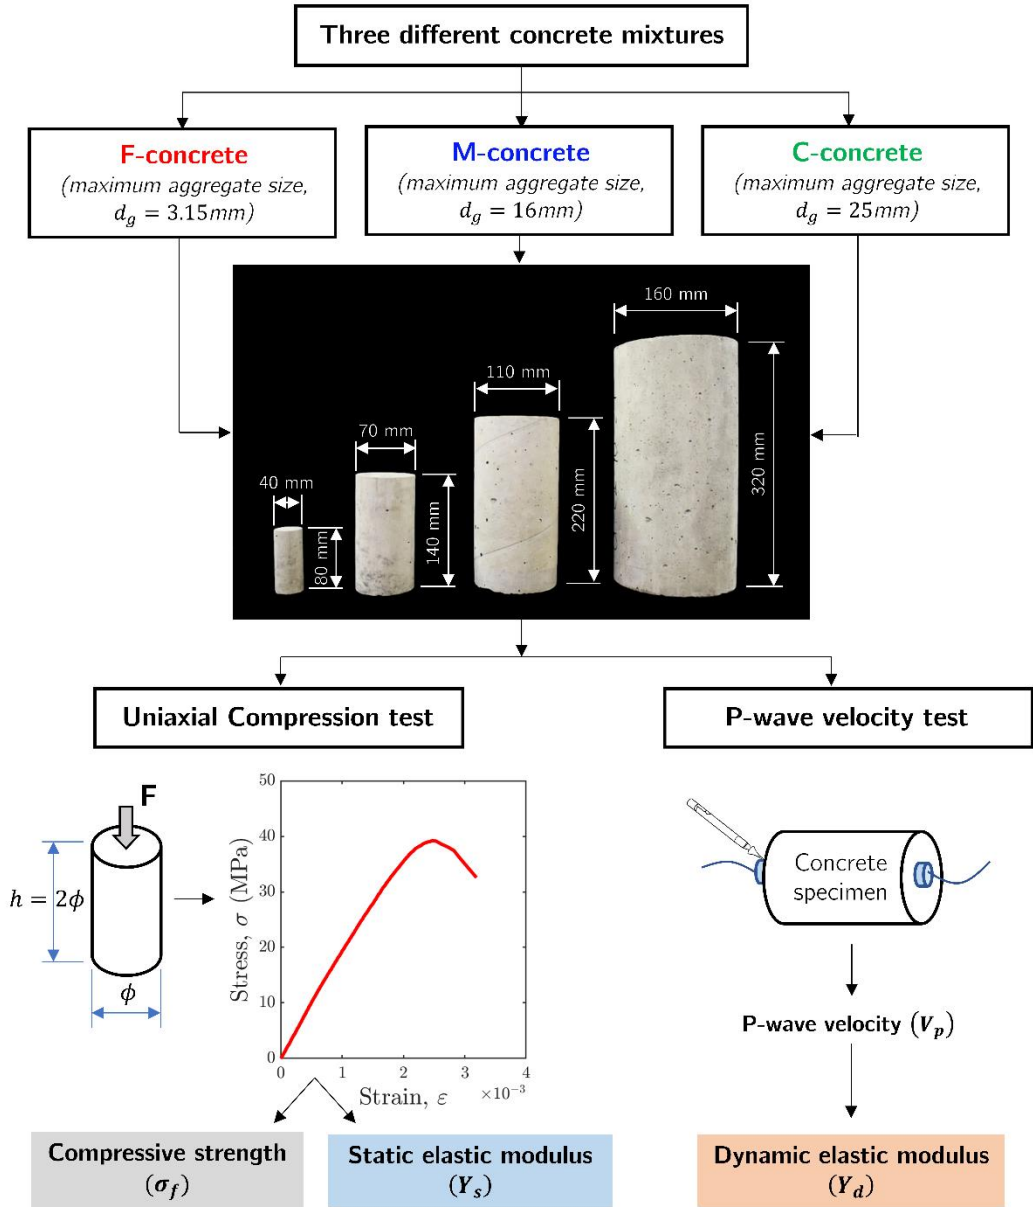 Three different concrete mixtures
F-concrete
(maximum aggregate size,
d_g = 3.15mm)
M-concrete
(maximum aggregate size,
d_g = 16mm)
C-concrete
(maximum aggregate size,
d_g = 25mm)
160 mm
110 mm
70 mm
40 mm
80 mm
140 mm
220 mm
320 mm
Uniaxial Compression test
P-wave velocity test
F
h = 2ϕ
ϕ
Stress, σ (MPa)
50
40
30
20
10
0
0 1 2 3 4
Strain, ε ×10⁻³
Concrete
specimen
P-wave velocity (V_p)
Compressive strength
(σ_f)
Static elastic modulus
(Y_s)
Dynamic elastic modulus
(Y_d)